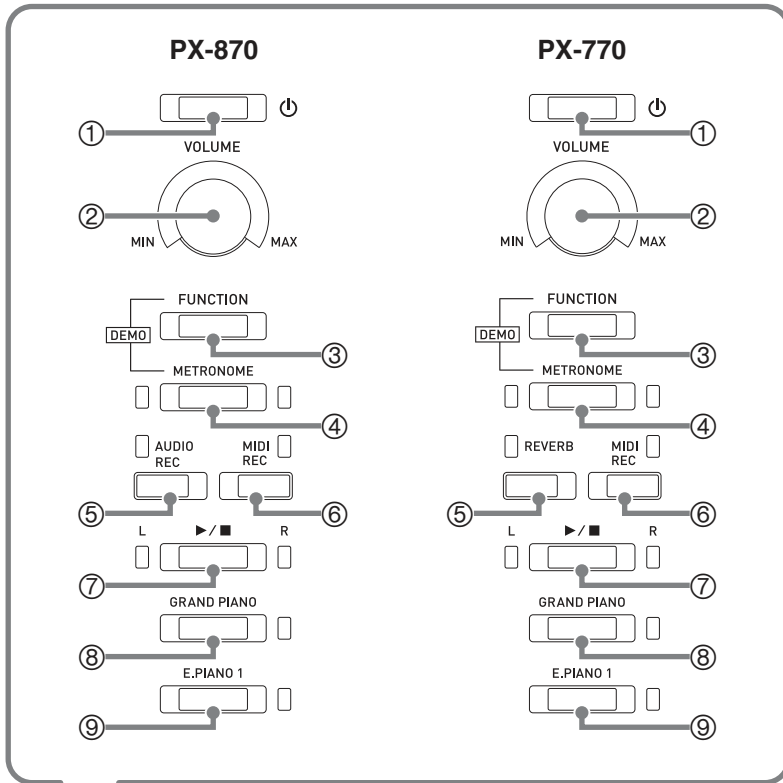 PX-870
⏻
①
VOLUME
②
MIN
MAX
FUNCTION
DEMO
③
METRONOME
④
AUDIO
REC
MIDI
REC
⑤
⑥
L
►/■
R
⑦
GRAND PIANO
⑧
E.PIANO 1
⑨
PX-770
⏻
①
VOLUME
②
MIN
MAX
FUNCTION
DEMO
③
METRONOME
④
REVERB
MIDI
REC
⑤
⑥
L
►/■
R
⑦
GRAND PIANO
⑧
E.PIANO 1
⑨